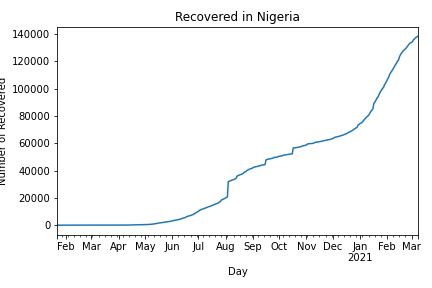 Recovered in Nigeria
Number of Recovered
140000
120000
100000
80000
60000
40000
20000
0
Feb Mar Apr May Jun Jul Aug Sep Oct Nov Dec Jan Feb Mar
2021
Day